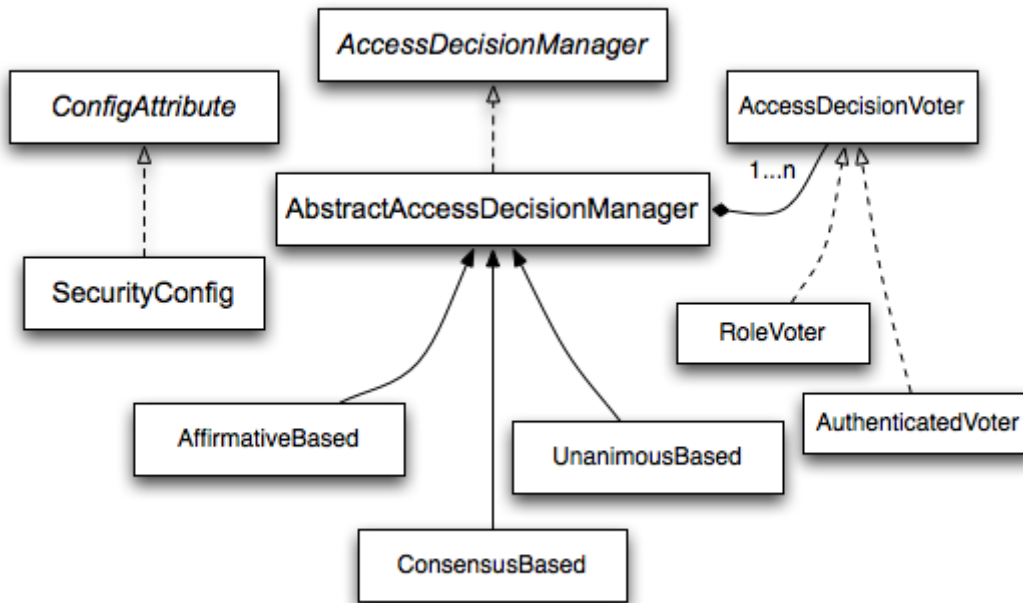 AccessDecisionManager
ConfigAttribute
AccessDecisionVoter
1...n
AbstractAccessDecisionManager
SecurityConfig
RoleVoter
AffirmativeBased
AuthenticatedVoter
UnanimousBased
ConsensusBased